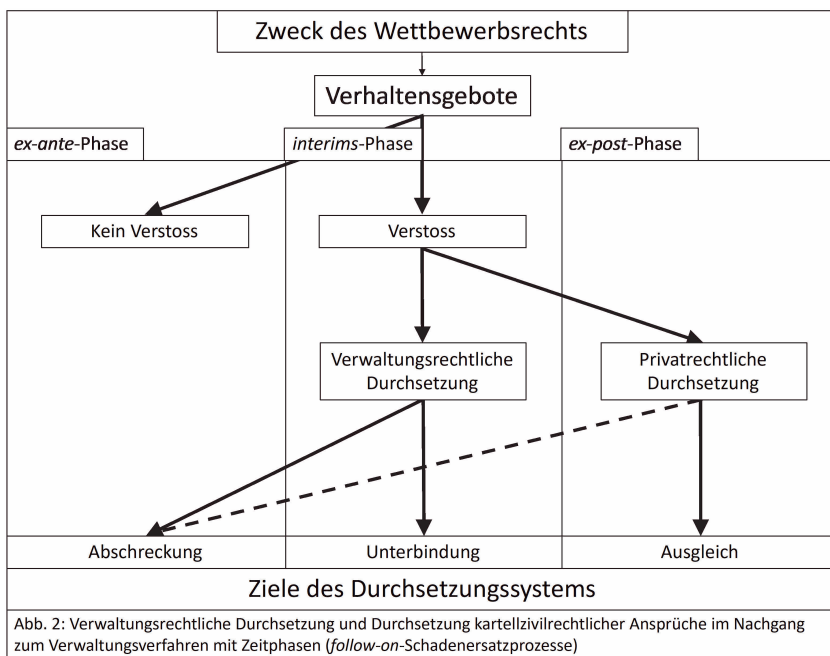 Zweck des Wettbewerbsrechts
Verhaltensgebote
ex-ante-Phase
interims-Phase
ex-post-Phase
Kein Verstoss
Verstoss
Verwaltungsrechtliche
Durchsetzung
Privatrechtliche
Durchsetzung
Abschreckung
Unterbindung
Ausgleich
Ziele des Durchsetzungssystems
Abb. 2: Verwaltungsrechtliche Durchsetzung und Durchsetzung kartellzivilrechtlicher Ansprüche im Nachgang
zum Verwaltungsverfahren mit Zeitphasen (follow-on-Schadenersatzprozesse)